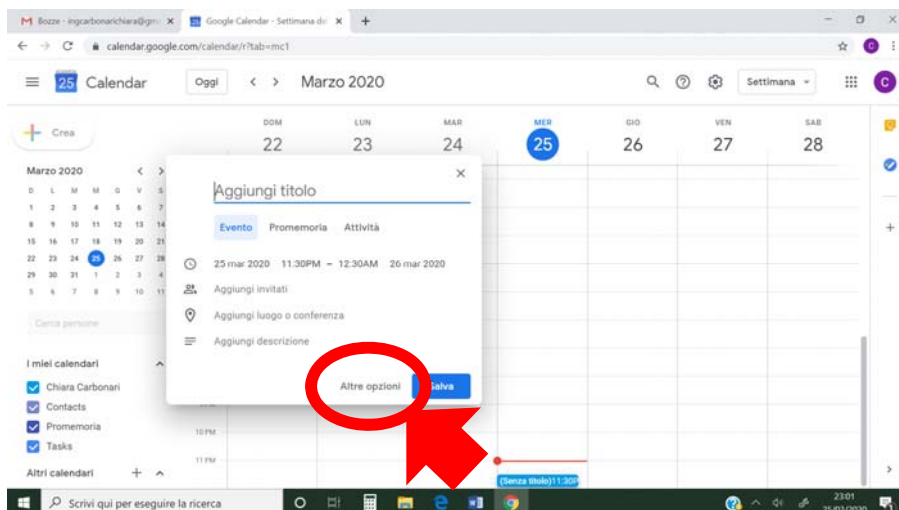 Bozze - ingcarbonarichiara@gm
Google Calendar - Settimana del
calendar.google.com/calendar/r?tab=mc1
C
25 Calendar Oggi < > Marzo 2020 Settimana C
Crea
DOM LUN MAR MER GIO VEN SAB
22 23 24 25 26 27 28
Marzo 2020 < >
D L M M G V S
1 2 3 4 5 6 7
8 9 10 11 12 13 14
15 16 17 18 19 20 21
22 23 24 25 26 27 28
29 30 31 1 2 3 4
5 6 7 8 9 10 11
Cerca persone
I miei calendari
Chiara Carbonari
Contacts
Promemoria
Tasks
Altri calendari
Aggiungi titolo
Evento Promemoria Attività
25 mar 2020 11:30PM – 12:30AM 26 mar 2020
Aggiungi invitati
Aggiungi luogo o conferenza
Aggiungi descrizione
Altre opzioni Salva
10 PM
11 PM
(Senza titolo)11:30P
Scrivi qui per eseguire la ricerca
23:01
25/03/2020